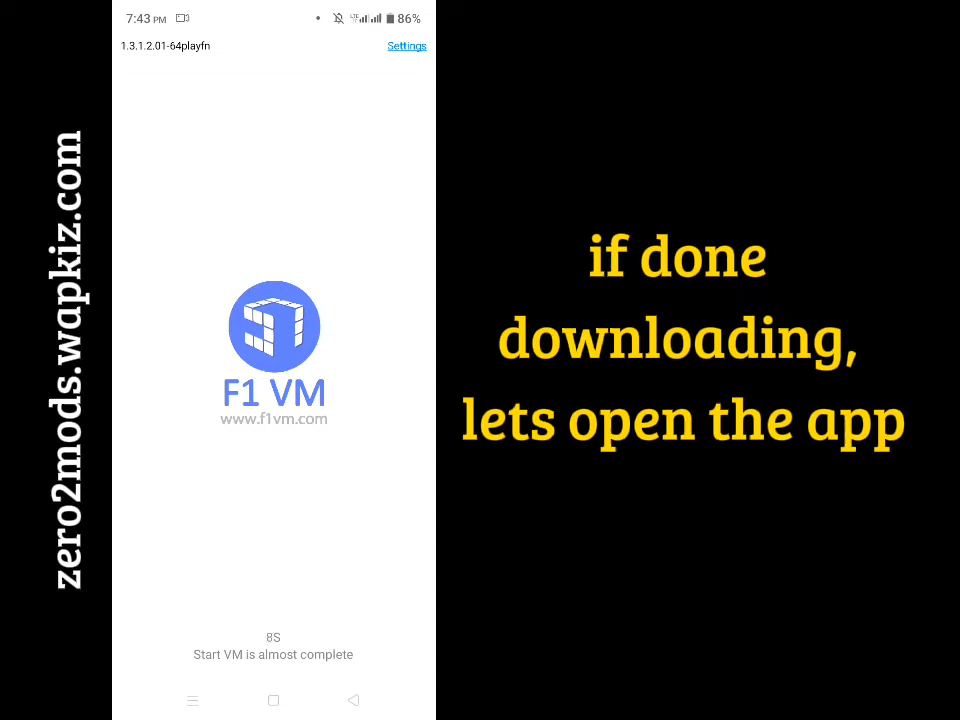 zero2mods.wapkiz.com
7:43 PM
LTE
86%
1.3.1.2.01-64playfn
Settings
F1 VM
www.f1vm.com
8S
Start VM is almost complete
if done
downloading,
lets open the app